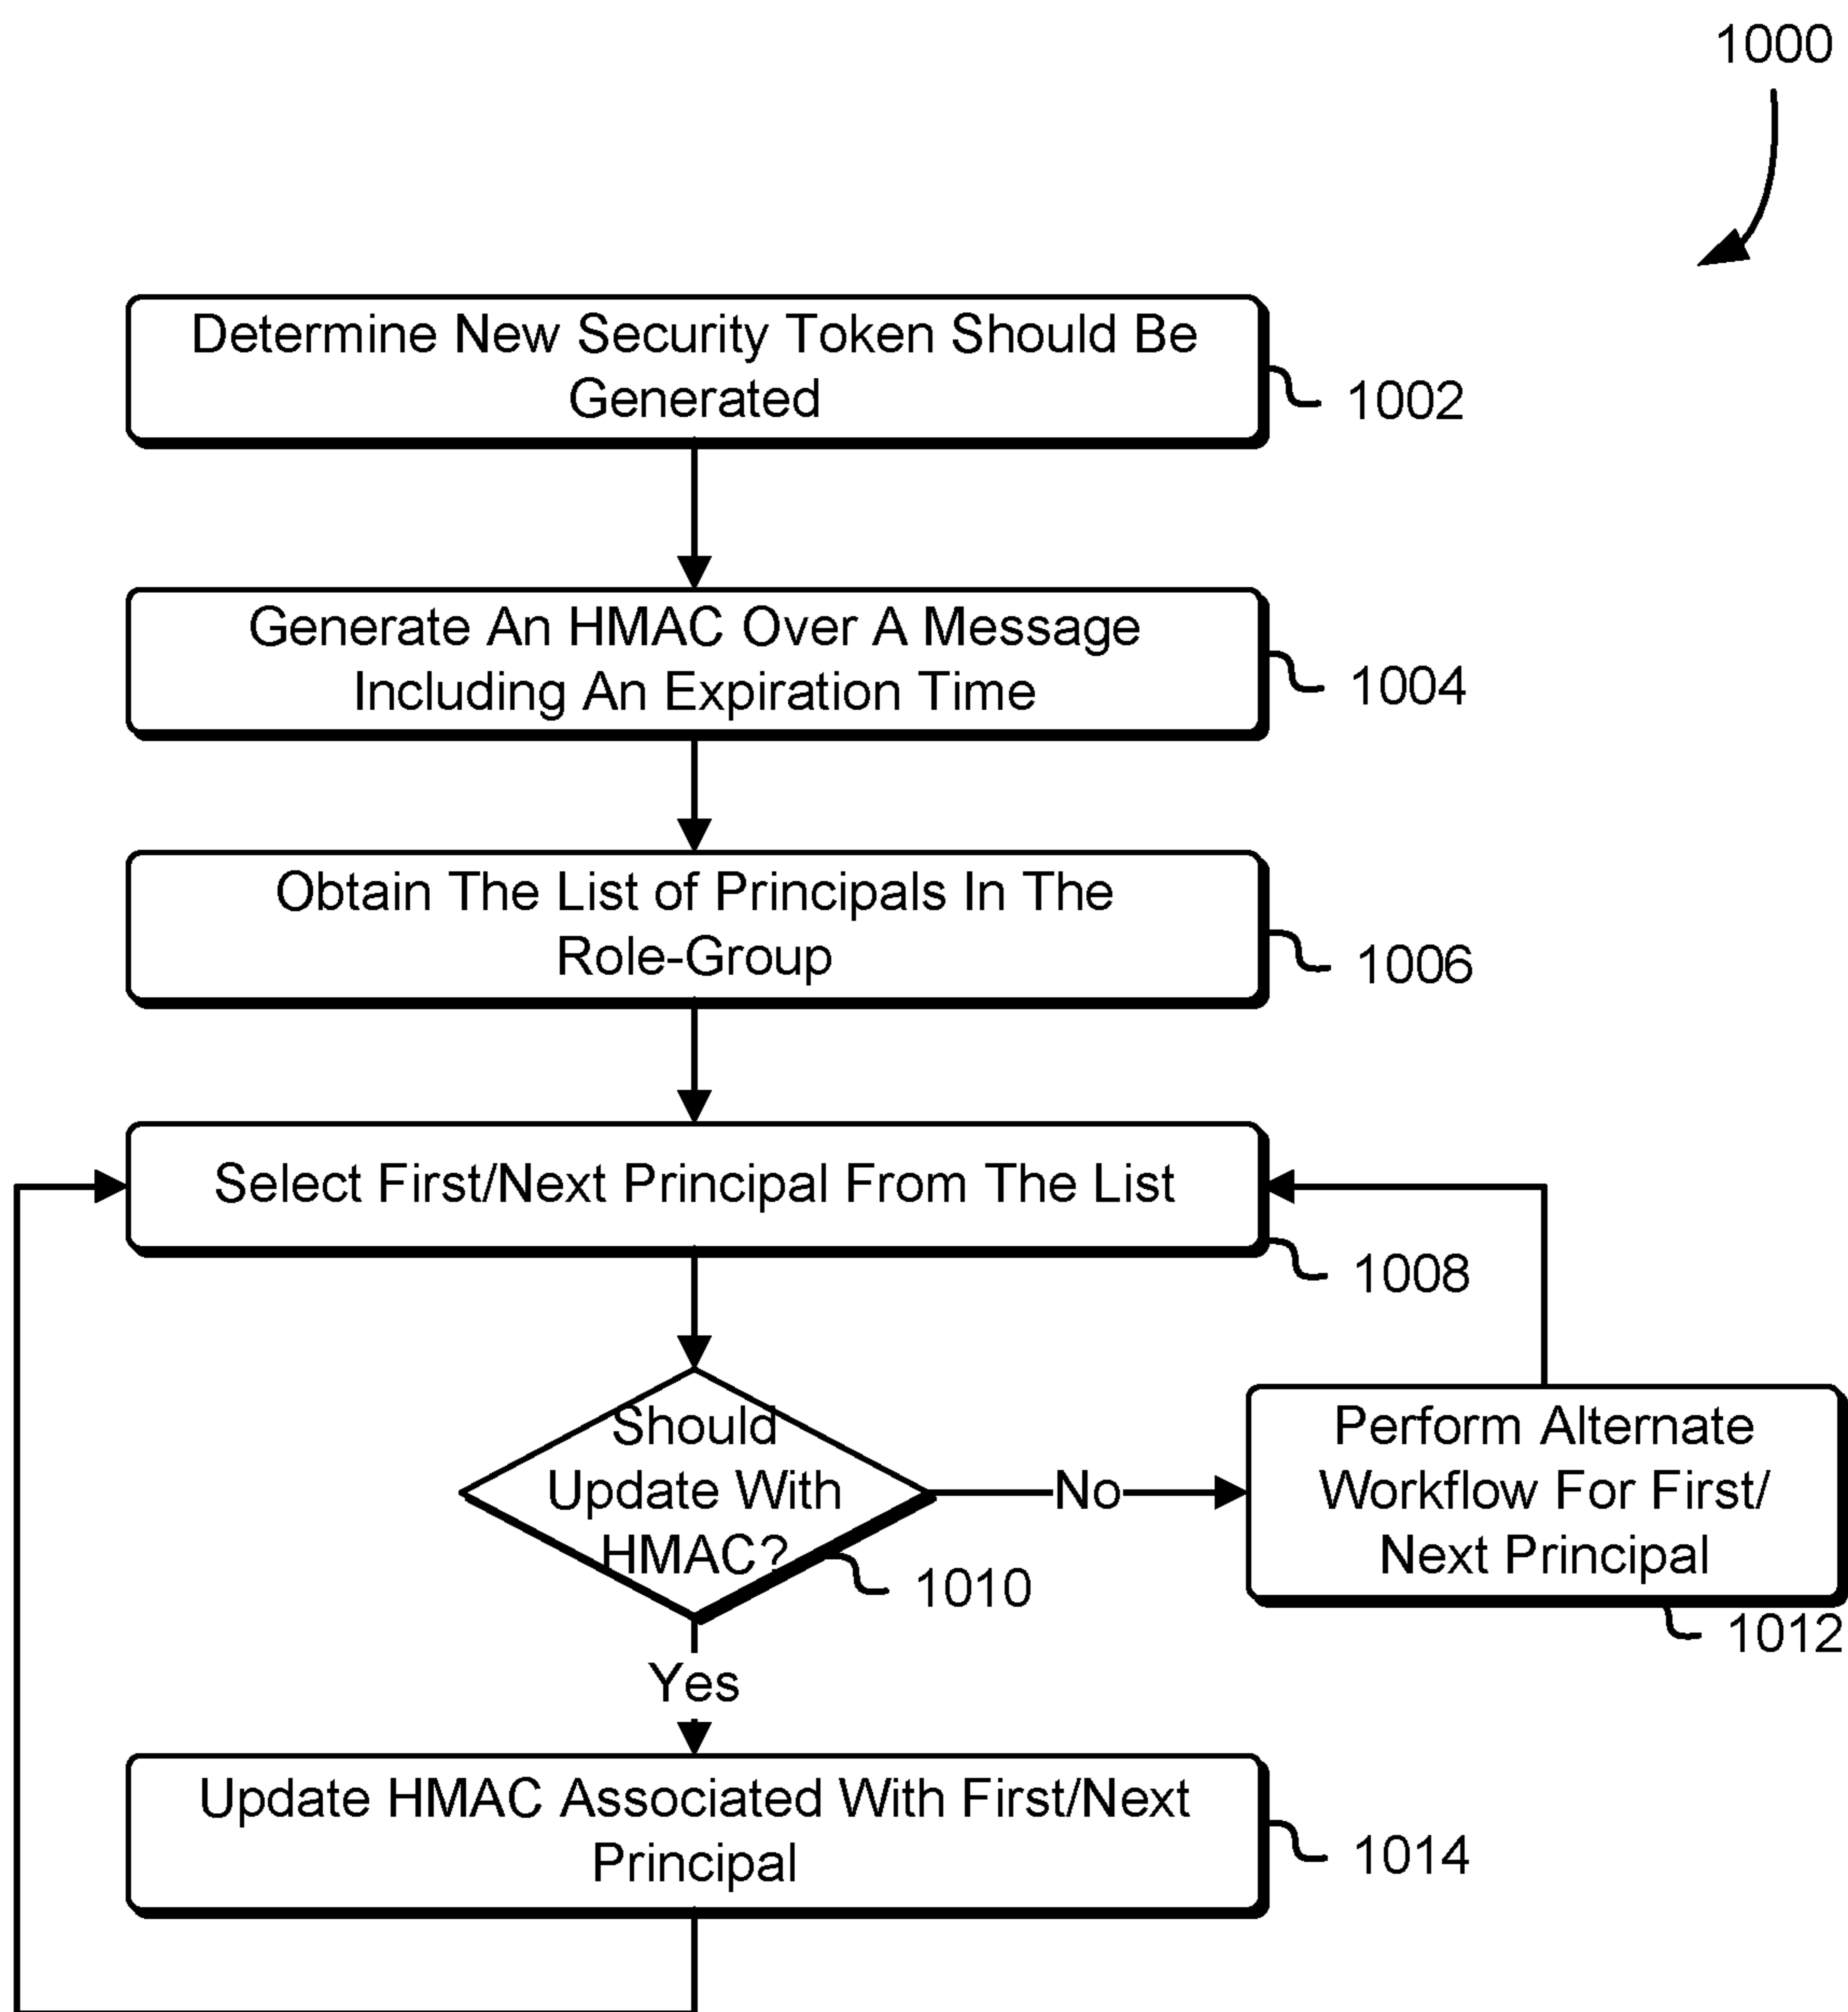 1000
Determine New Security Token Should Be
Generated
1002
Generate An HMAC Over A Message
Including An Expiration Time
1004
Obtain The List of Principals In The
Role-Group
1006
Select First/Next Principal From The List
1008
Should
Update With
HMAC?
1010
No
Perform Alternate
Workflow For First/
Next Principal
1012
Yes
Update HMAC Associated With First/Next
Principal
1014